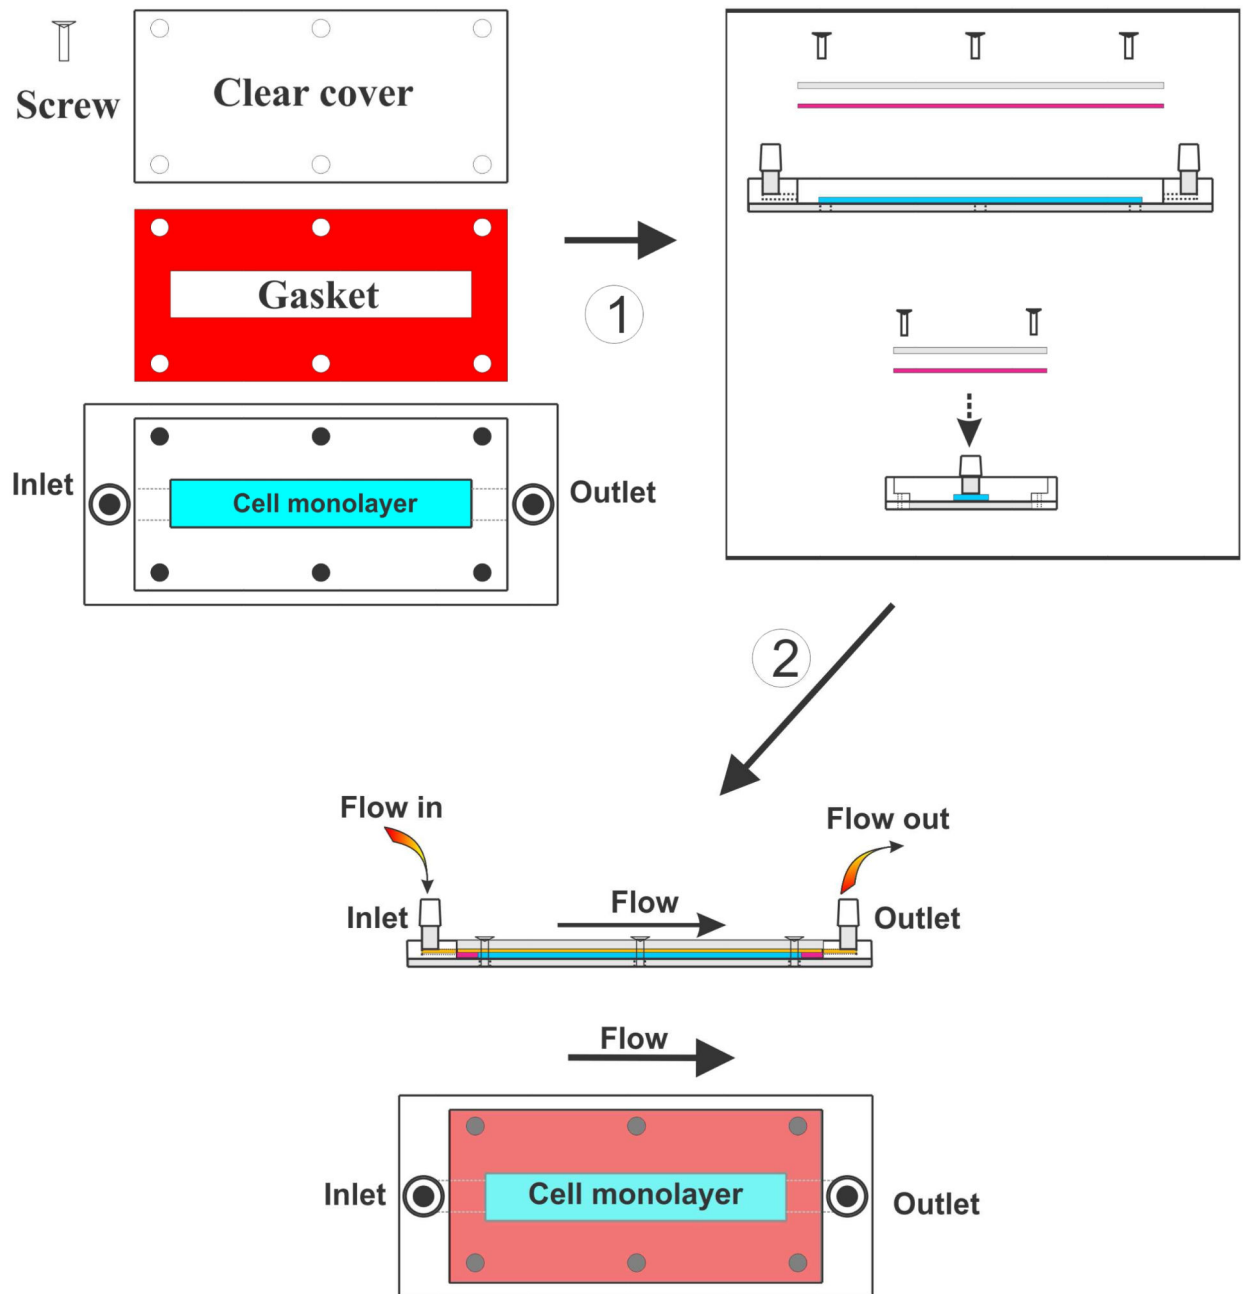 Screw
Clear cover
Gasket
Inlet
Cell monolayer
Outlet
1
2
Flow in
Flow out
Inlet
Flow
Outlet
Flow
Inlet
Cell monolayer
Outlet